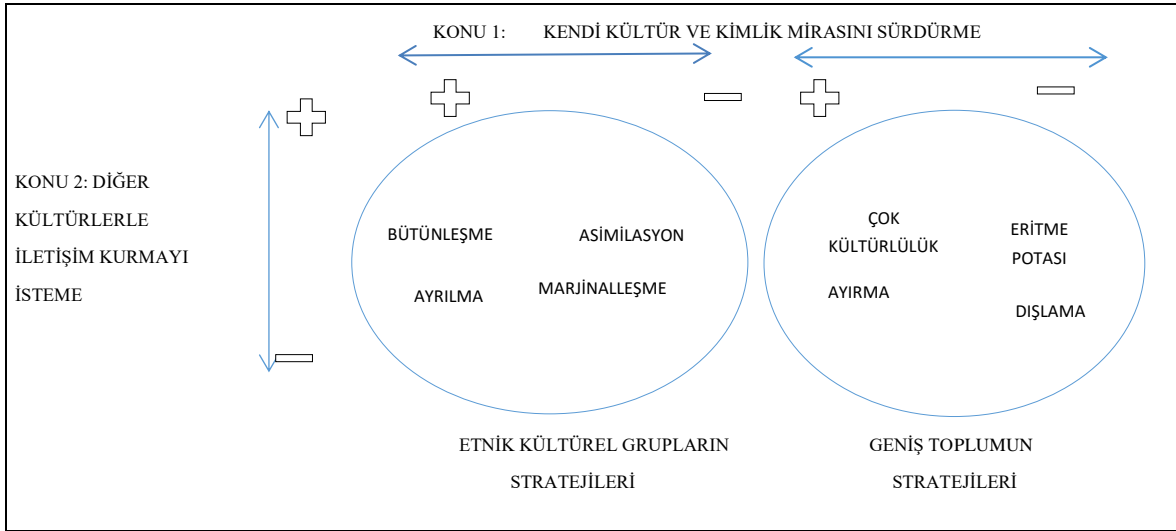 KONU 1: KENDİ KÜLTÜR VE KİMLİK MİRASINI SÜRDÜRME
KONU 2: DİĞER
KÜLTÜRLERLE
İLETİŞİM KURMAYI
İSTEME
BÜTÜNLEŞME
ASİMİLASYON
AYRILMA
MARJİNALLEŞME
ÇOK
KÜLTÜRLÜLÜK
ERİTME
POTASI
AYIRMA
DIŞLAMA
ETNİK KÜLTÜREL GRUPLARIN
STRATEJİLERİ
GENİŞ TOPLUMUN
STRATEJİLERİ